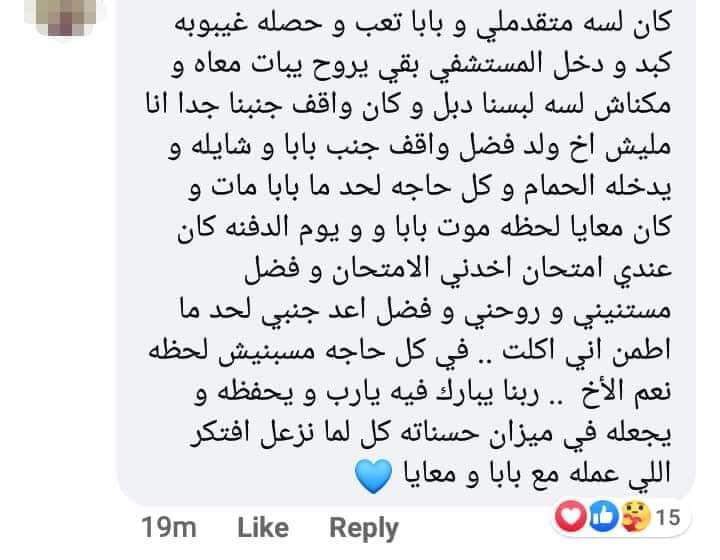 كان لسه متقدملي و بابا تعب و حصله غيبوبه
كبد و دخل المستشفي بقي يروح يبات معاه و
مكناش لسه لبسنا دبل و كان واقف جنبنا جدا انا
مليش اخ ولد فضل واقف جنب بابا و شايله و
يدخله الحمام و كل حاجه لحد ما بابا مات و
كان معايا لحظه موت بابا و و يوم الدفنه كان
عندي امتحان اخدني الامتحان و فضل
مستنيني و روحني و فضل اعد جنبي لحد ما
اطمن اني اكلت .. في كل حاجه مسبنيش لحظه
نعم الأخ .. ربنا يبارك فيه يارب و يحفظه و
يجعله في ميزان حسناته كل لما نزعل افتكر
اللي عمله مع بابا و معايا 💙
19m Like Reply 15